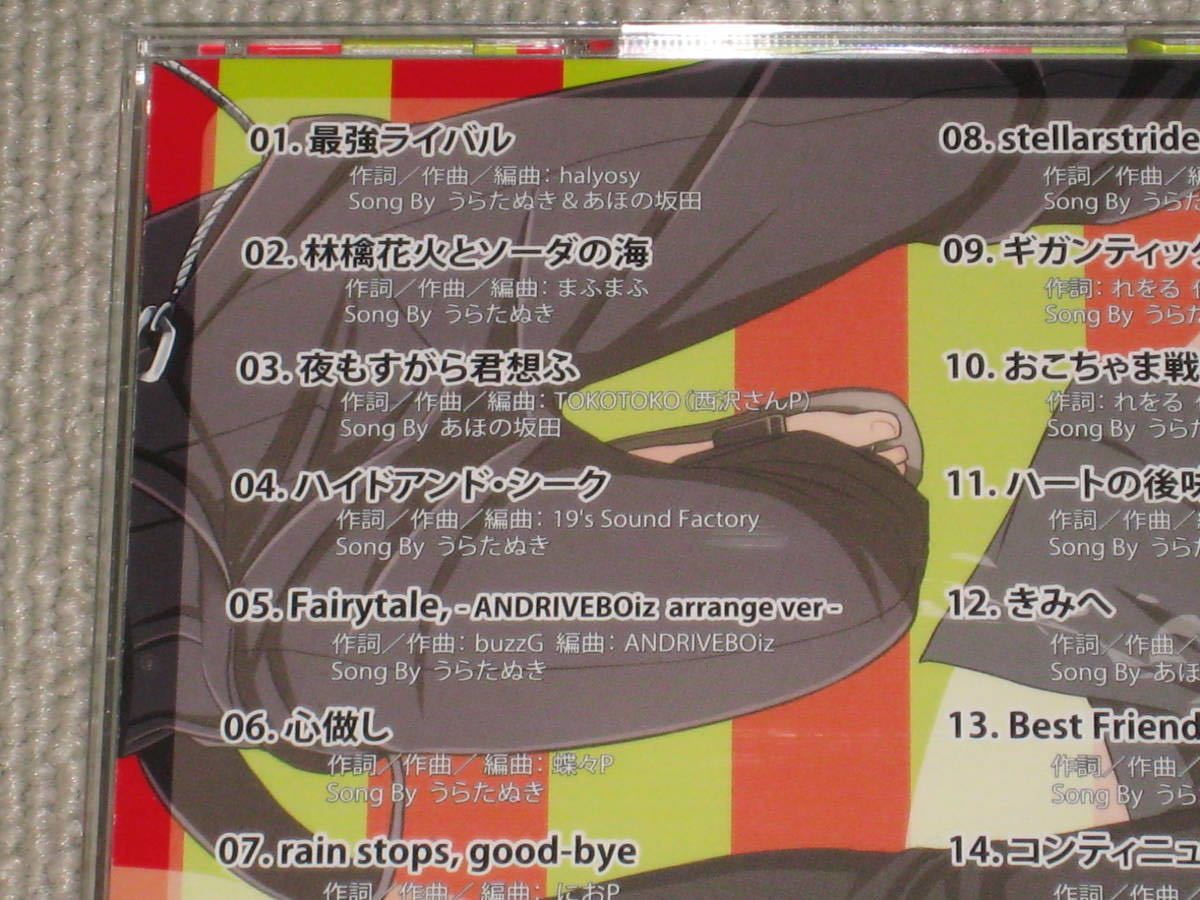 01. 最強ライバル
作詞／作曲／編曲： halyosy
Song By うらたぬき＆あほの坂田
02. 林檎花火とソーダの海
作詞／作曲／編曲： まふまふ
Song By うらたぬき
03. 夜もすがら君想ふ
作詞／作曲／編曲： TOKOTOKO（西沢さんP）
Song By あほの坂田
04. ハイドアンド・シーク
作詞／作曲／編曲： 19's Sound Factory
Song By うらたぬき
05. Fairytale, - ANDRIVEBOiz arrange ver -
作詞／作曲： buzzG 編曲： ANDRIVEBOiz
Song By うらたぬき
06. 心做し
作詞／作曲／編曲： 蝶々P
Song By うらたぬき
07. rain stops, good-bye
作詞／作曲／編曲： におP
08. stellarstride
作詞／作曲／
Song By うらた
09. ギガンティック
作詞： れをる
Song By うらた
10. おこちゃま戦
作詞： れをる
Song By うらた
11. ハートの後味
作詞／作曲／
Song By うらた
12. きみへ
作詞／作曲／
Song By あほ
13. Best Friend
作詞／作曲／
Song By うら
14. コンティニュ
作詞／作曲／